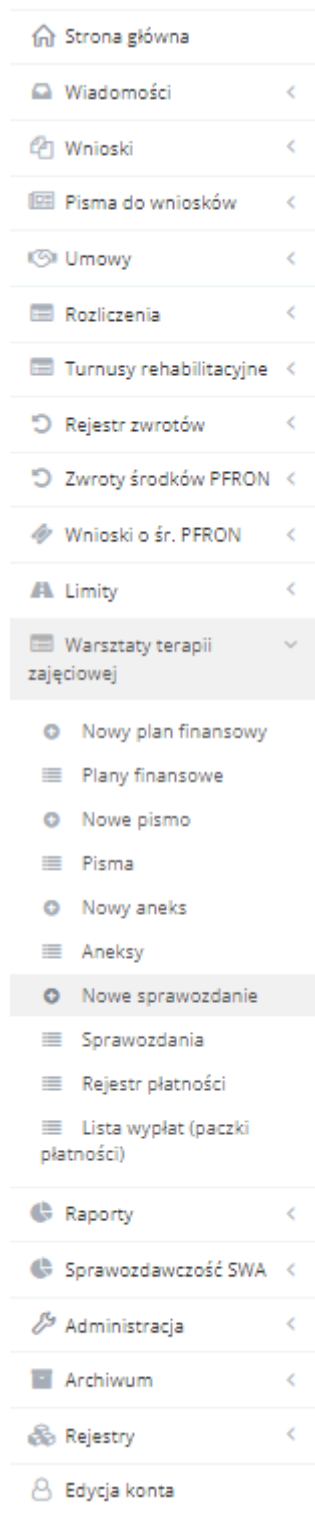 Strona główna
Wiadomości
Wnioski
Pisma do wniosków
Umowy
Rozliczenia
Turnusy rehabilitacyjne
Rejestr zwrotów
Zwroty środków PFRON
Wnioski o śr. PFRON
Limity
Warsztaty terapii
zajęciowej
Nowy plan finansowy
Plany finansowe
Nowe pismo
Pisma
Nowy aneks
Aneksy
Nowe sprawozdanie
Sprawozdania
Rejestr płatności
Lista wypłat (paczki
płatności)
Raporty
Sprawozdawczość SWA
Administracja
Archiwum
Rejestry
Edycja konta